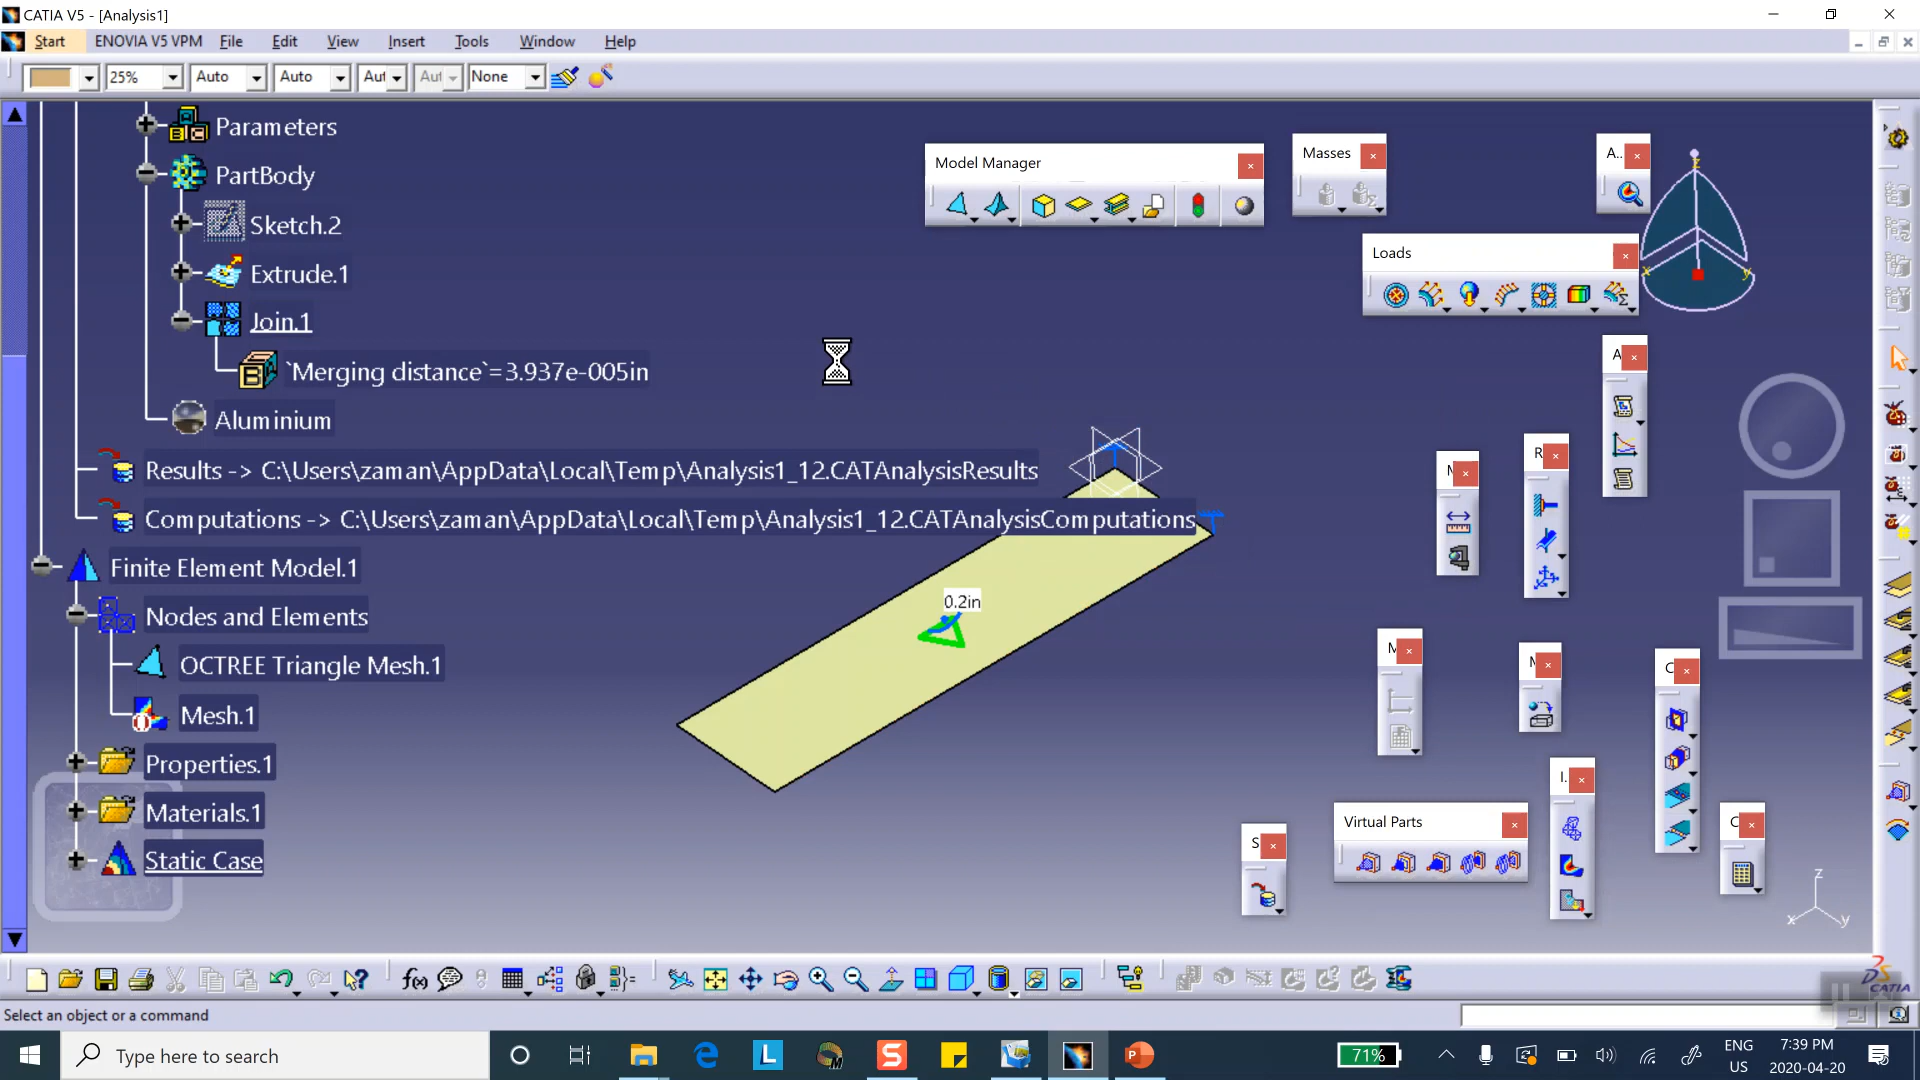 CATIA V5 - [Analysis1]
Start ENOVIA V5 VPM File Edit View Insert Tools Window Help
25% Auto Auto Aut Aut None
Parameters
PartBody
Sketch.2
Extrude.1
Join.1
`Merging distance`=3.937e-005in
Aluminium
Results -> C:\Users\zaman\AppData\Local\Temp\Analysis1_12.CATAnalysisResults
Computations -> C:\Users\zaman\AppData\Local\Temp\Analysis1_12.CATAnalysisComputations
Finite Element Model.1
Nodes and Elements
OCTREE Triangle Mesh.1
Mesh.1
Properties.1
Materials.1
Static Case
0.2in
Model Manager
Masses
A..
Loads
A
R
M
M
Virtual Parts
I.
C
S
C
z
x
y
z
x
y
CATIA
Select an object or a command
Type here to search
71%
ENG
US
7:39 PM
2020-04-20